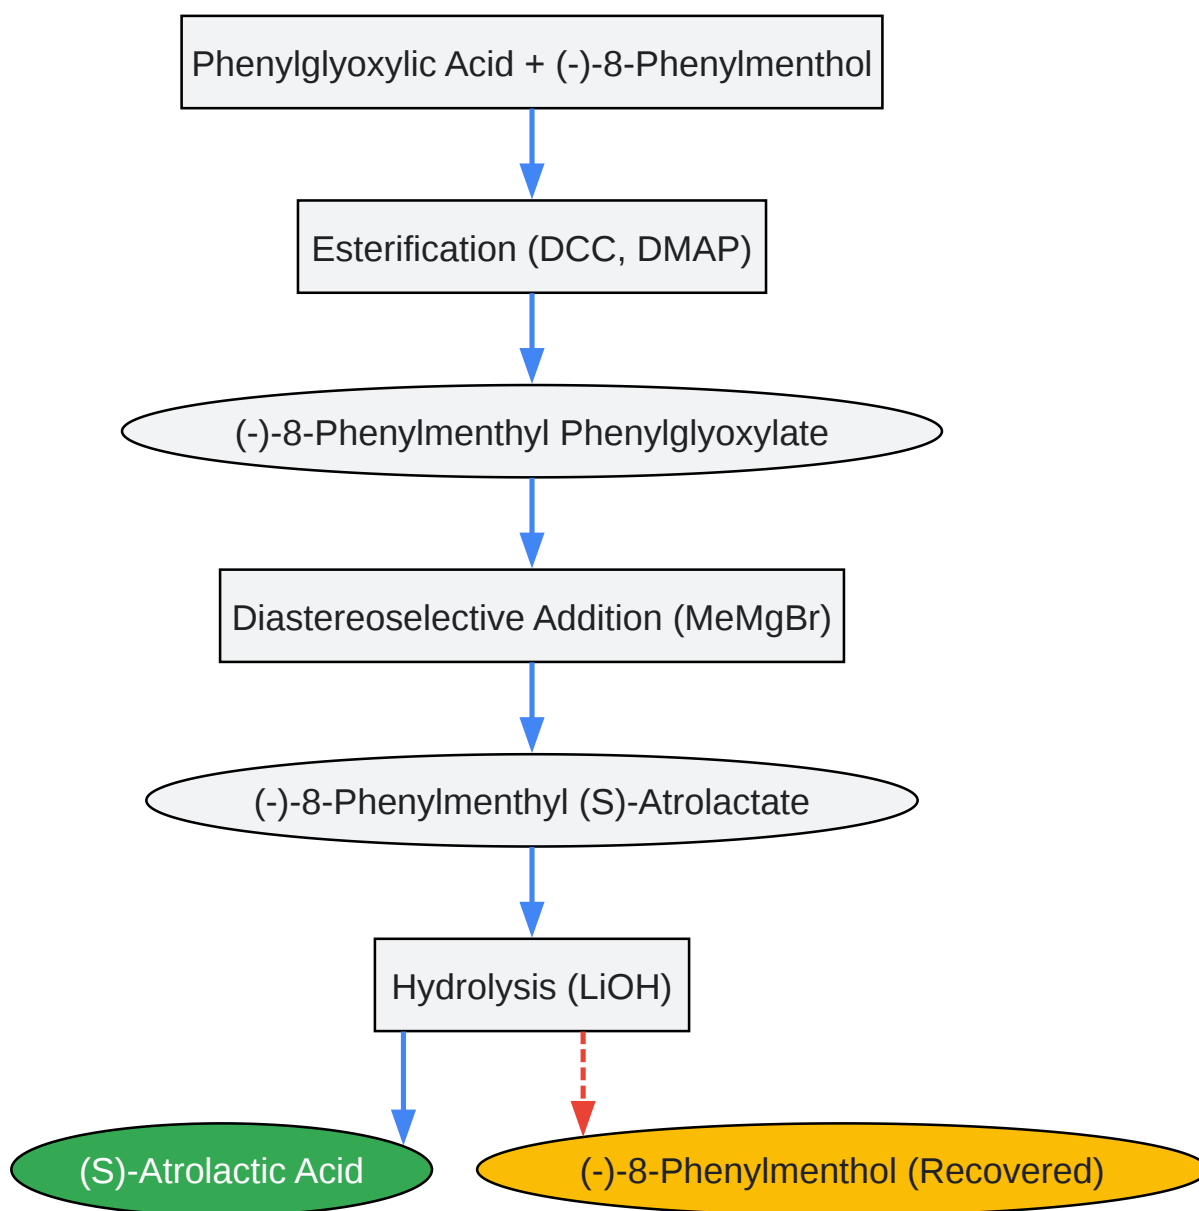 Phenylglyoxylic Acid + (-)-8-Phenylmenthol
Esterification (DCC, DMAP)
(-)-8-Phenylmenthyl Phenylglyoxylate
Diastereoselective Addition (MeMgBr)
(-)-8-Phenylmenthyl (S)-Atrolactate
Hydrolysis (LiOH)
(S)-Atrolactic Acid
(-)-8-Phenylmenthol (Recovered)